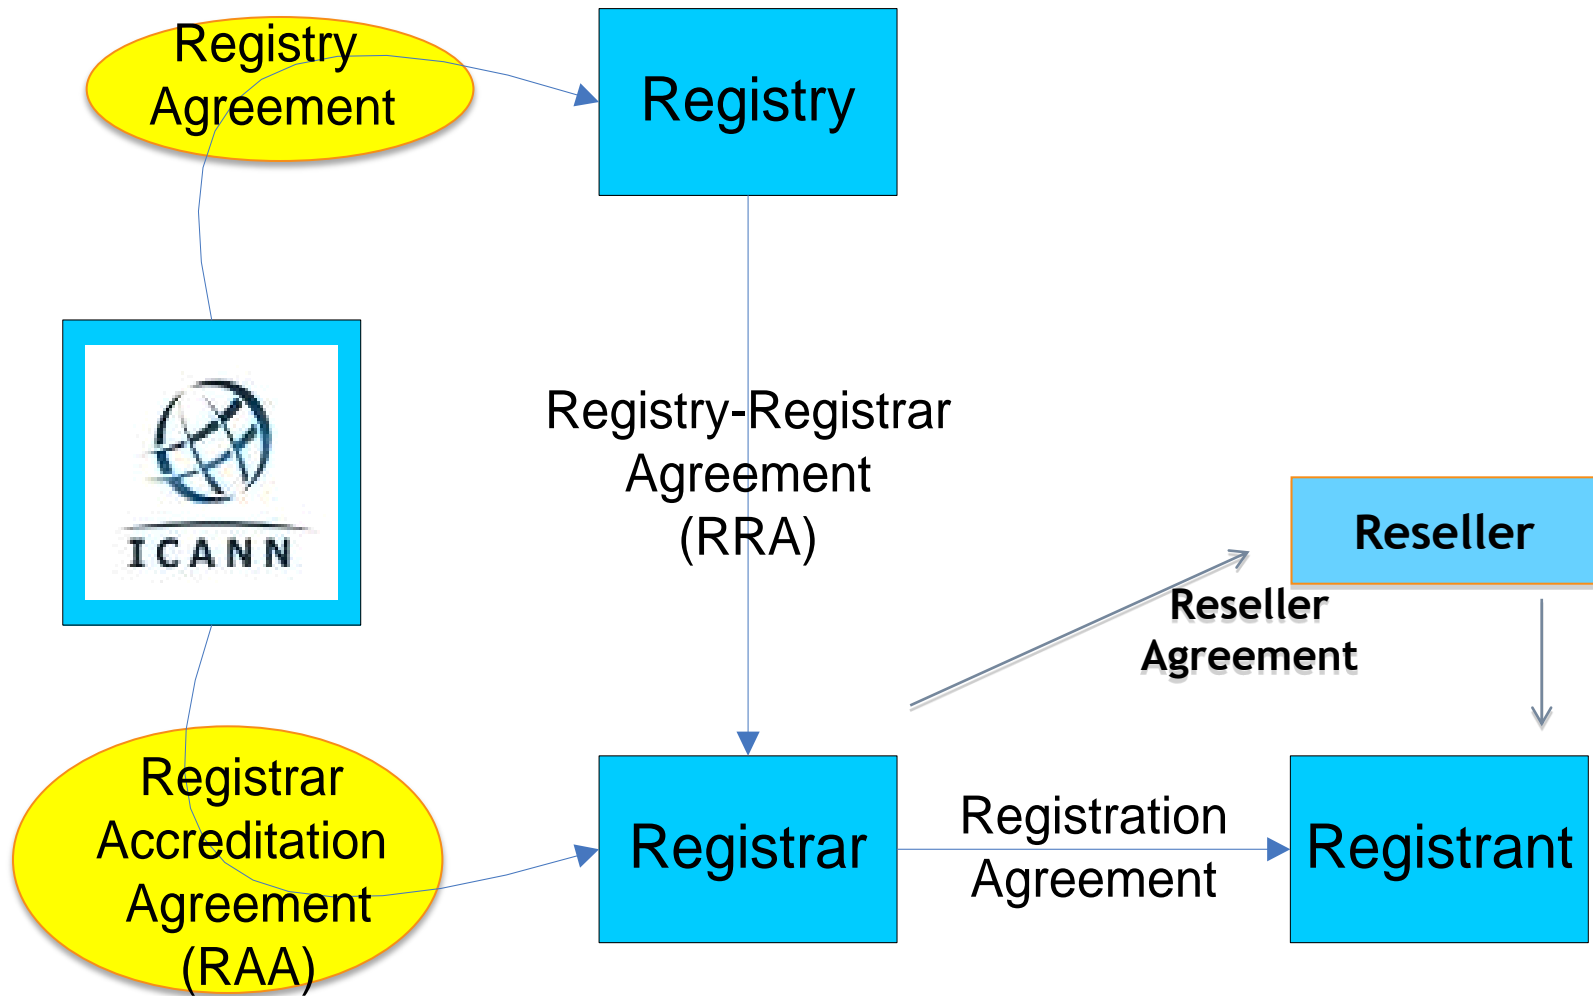 Registry
Agreement
Registry
ICANN
Registry-Registrar
Agreement
(RRA)
Reseller
Reseller
Agreement
Registrar
Accreditation
Agreement
(RAA)
Registrar
Registration
Agreement
Registrant